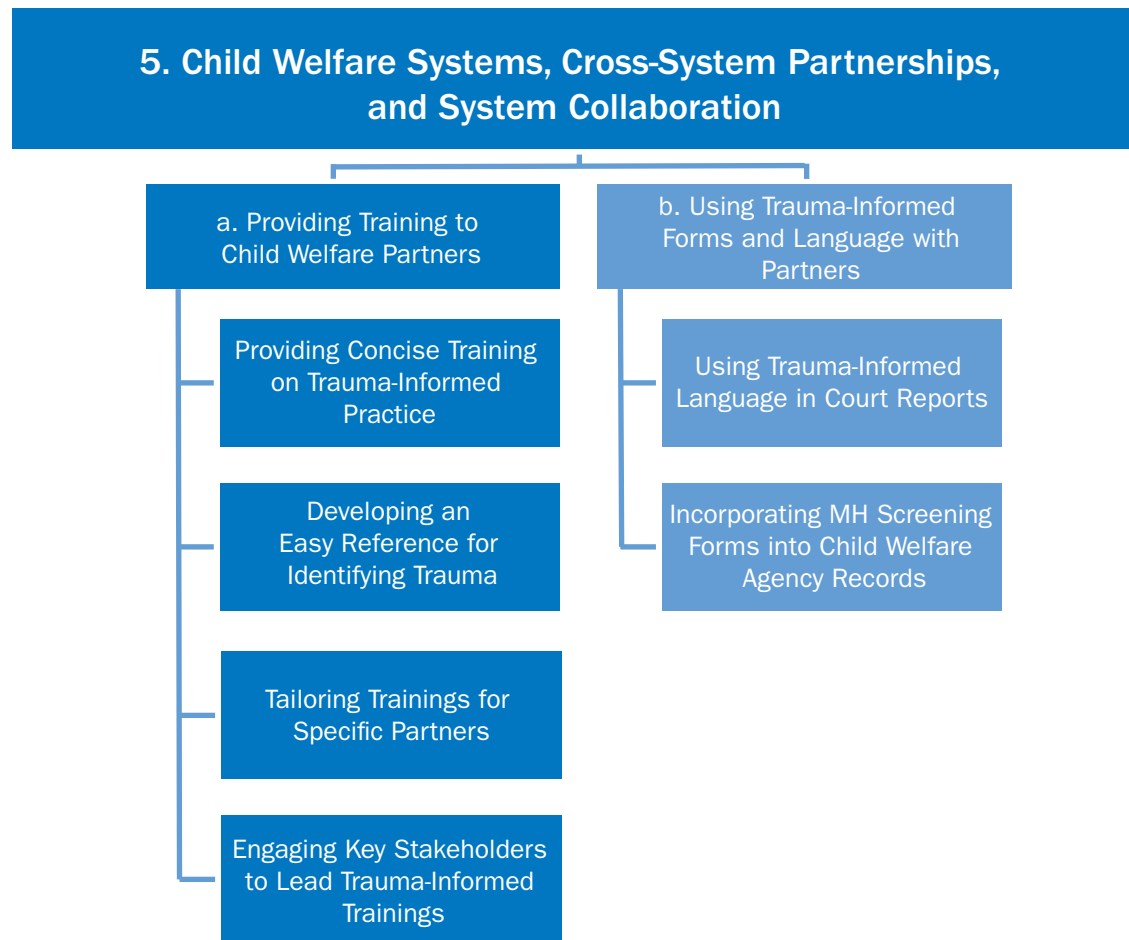 5. Child Welfare Systems, Cross-System Partnerships,
and System Collaboration
a. Providing Training to
Child Welfare Partners
Providing Concise Training
on Trauma-Informed
Practice
Developing an
Easy Reference for
Identifying Trauma
Tailoring Trainings for
Specific Partners
Engaging Key Stakeholders
to Lead Trauma-Informed
Trainings
b. Using Trauma-Informed
Forms and Language with
Partners
Using Trauma-Informed
Language in Court Reports
Incorporating MH Screening
Forms into Child Welfare
Agency Records